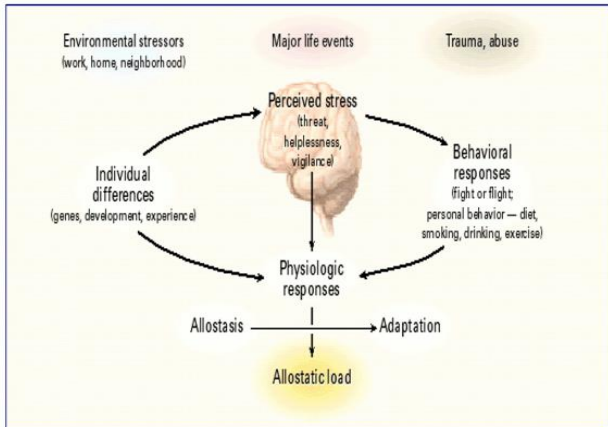 Environmental stressors
(work, home, neighborhood)
Major life events
Trauma, abuse
Perceived stress
(threat,
helplessness,
vigilance)
Individual
differences
(genes, development, experience)
Behavioral
responses
(fight or flight;
personal behavior — diet,
smoking, drinking, exercise)
Physiologic
responses
Allostasis
Adaptation
Allostatic load